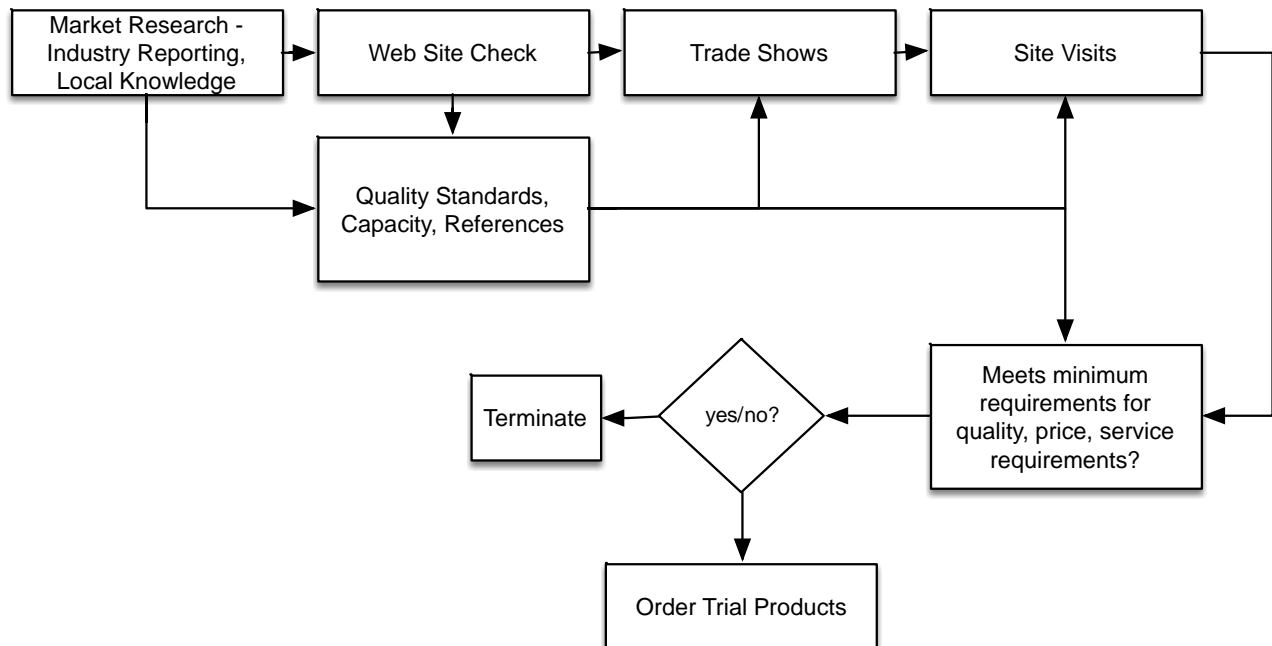 Market Research -
Industry Reporting,
Local Knowledge
Web Site Check
Trade Shows
Site Visits
Quality Standards,
Capacity, References
Terminate
yes/no?
Meets minimum
requirements for
quality, price, service
requirements?
Order Trial Products